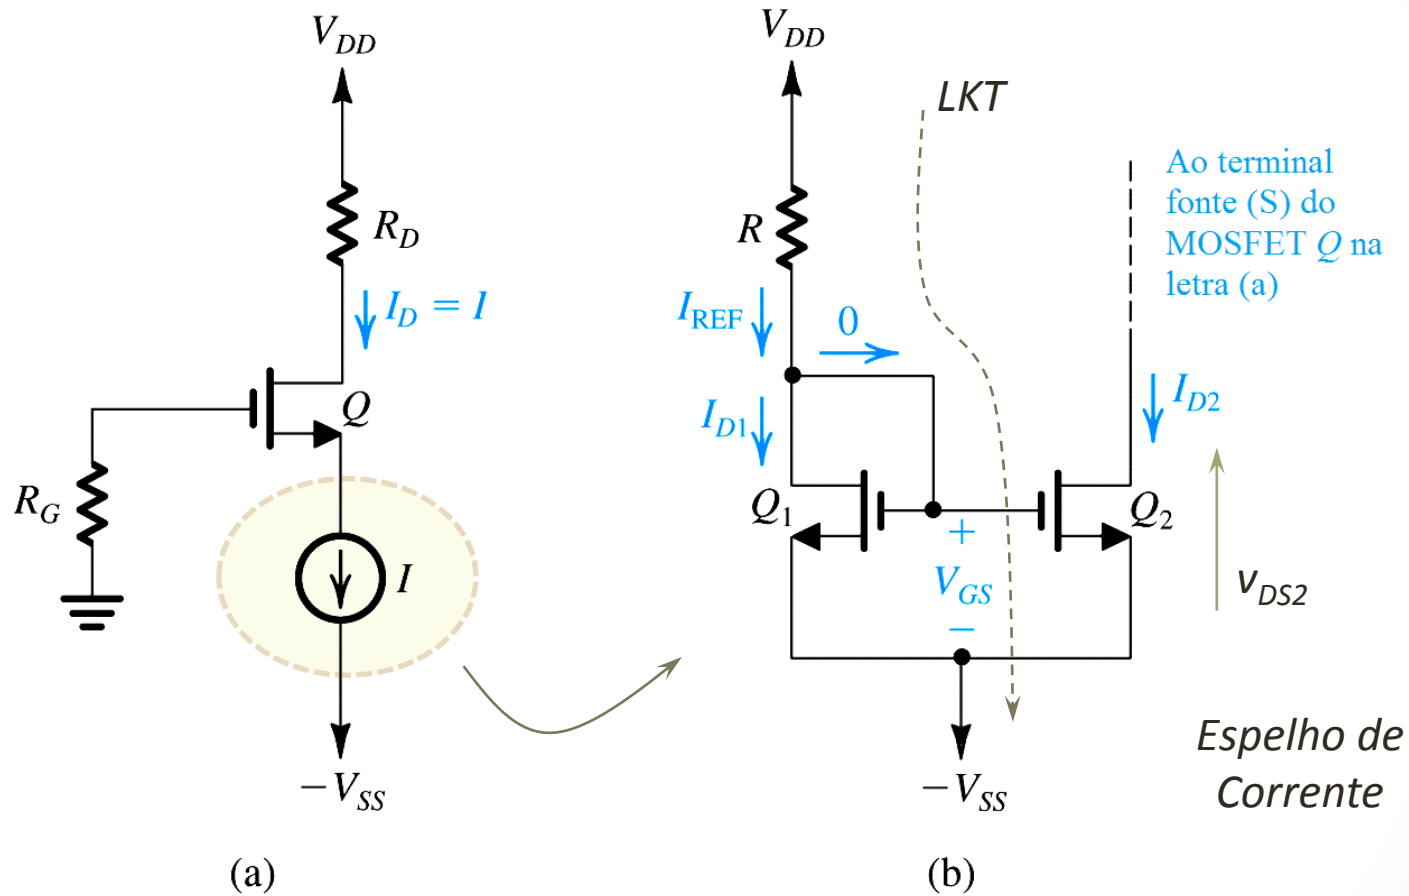 V_DD
R_D
I_D = I
Q
R_G
I
−V_SS
(a)
V_DD
LKT
Ao terminal
fonte (S) do
MOSFET Q na
letra (a)
R
I_REF
0
I_D1
I_D2
Q_1
Q_2
+
V_GS
−
v_DS2
−V_SS
Espelho de
Corrente
(b)